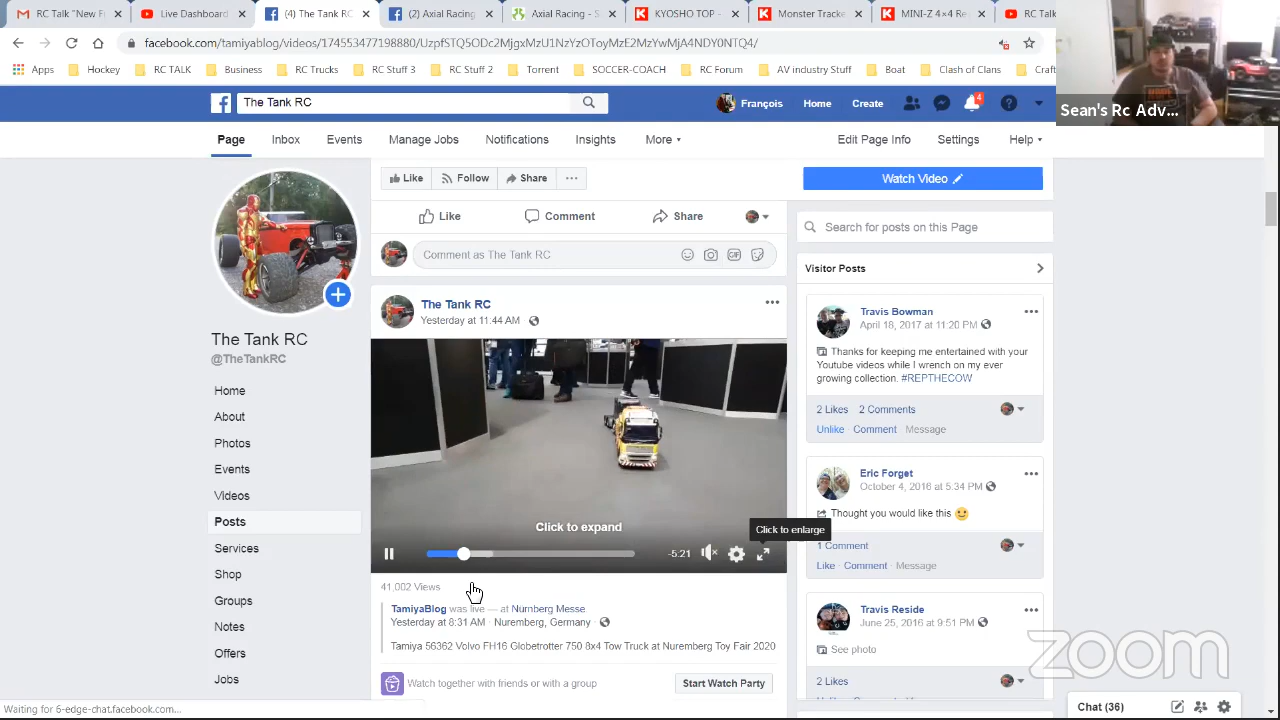 M RC TALK "New F
Live Dashboard
(4) The Tank RC
(2) Axial Racing
Axial Racing - S
KYOSHO TOP -
Monster Tracke
MINI-Z 4×4 Re
RC Talk
facebook.com/tamiyablog/videos/174553477198880/UzpfSTQ5OTc2MjgxMzU1NzYzOToyMzE2MzYwMjA4NDY0NTQ4/
Apps Hockey RC TALK Business RC Trucks RC Stuff 3 RC Stuff 2 Torrent SOCCER-COACH RC Forum AV industry Stuff Boat Clash of Clans Craft
Sean's Rc Adv...
The Tank RC
François Home Create 4
Page Inbox Events Manage Jobs Notifications Insights More Edit Page Info Settings Help
Like Follow Share ...
Watch Video
Like Comment Share
Search for posts on this Page
Comment as The Tank RC
GIF
Visitor Posts
The Tank RC
Yesterday at 11:44 AM
Travis Bowman
April 18, 2017 at 11:20 PM
Thanks for keeping me entertained with your
Youtube videos while I wrench on my ever
growing collection. #REPTHECOW
2 Likes 2 Comments
Unlike · Comment · Message
The Tank RC
@TheTankRC
Home
About
Photos
Events
Videos
Posts
Services
Shop
Groups
Notes
Offers
Jobs
Eric Forget
October 4, 2016 at 5:34 PM
Thought you would like this
1 Comment
Like · Comment · Message
Click to expand
Click to enlarge
-5:21
41,002 Views
TamiyaBlog was live — at Nürnberg Messe.
Yesterday at 8:31 AM · Nuremberg, Germany ·
Tamiya 56362 Volvo FH16 Globetrotter 750 8x4 Tow Truck at Nuremberg Toy Fair 2020
Watch together with friends or with a group
Start Watch Party
Travis Reside
June 25, 2016 at 9:51 PM
See photo
2 Likes
zoom
Chat (36)
Waiting for 6-edge-chat.facebook.com...